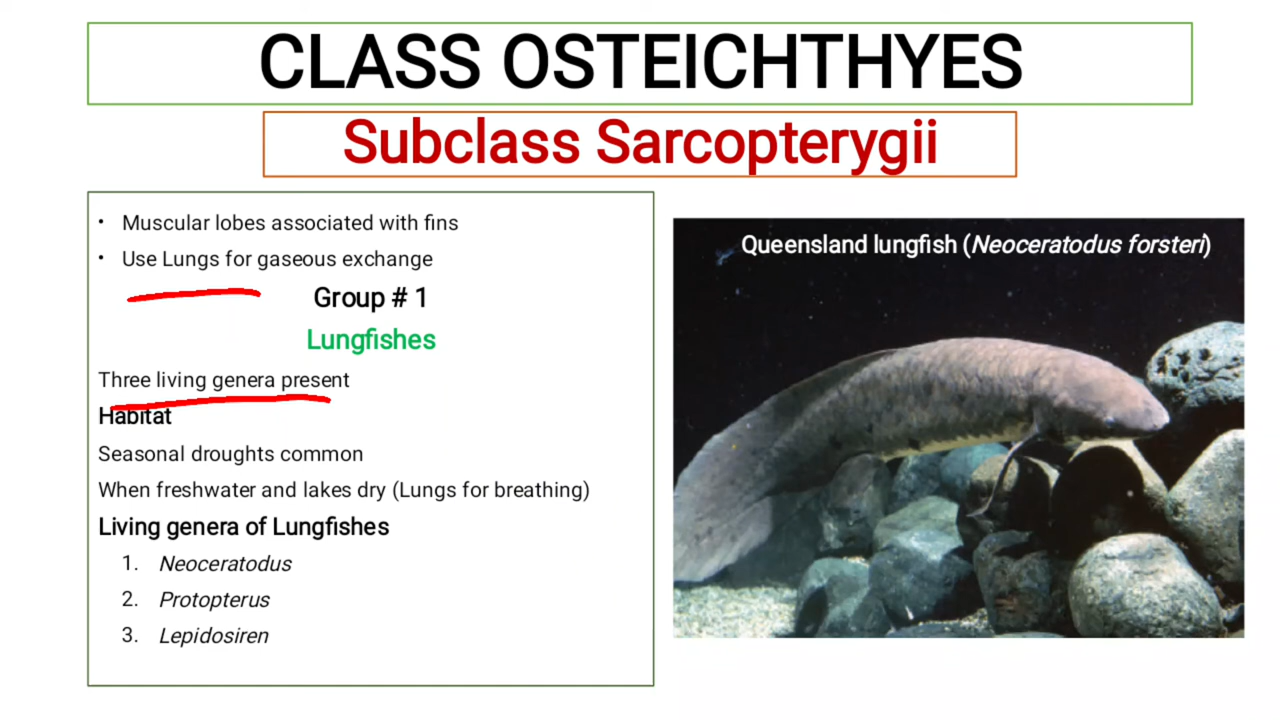 CLASS OSTEICHTHYES
Subclass Sarcopterygii
• Muscular lobes associated with fins
• Use Lungs for gaseous exchange
Group # 1
Lungfishes
Three living genera present
Habitat
Seasonal droughts common
When freshwater and lakes dry (Lungs for breathing)
Living genera of Lungfishes
1. Neoceratodus
2. Protopterus
3. Lepidosiren
Queensland lungfish (Neoceratodus forsteri)